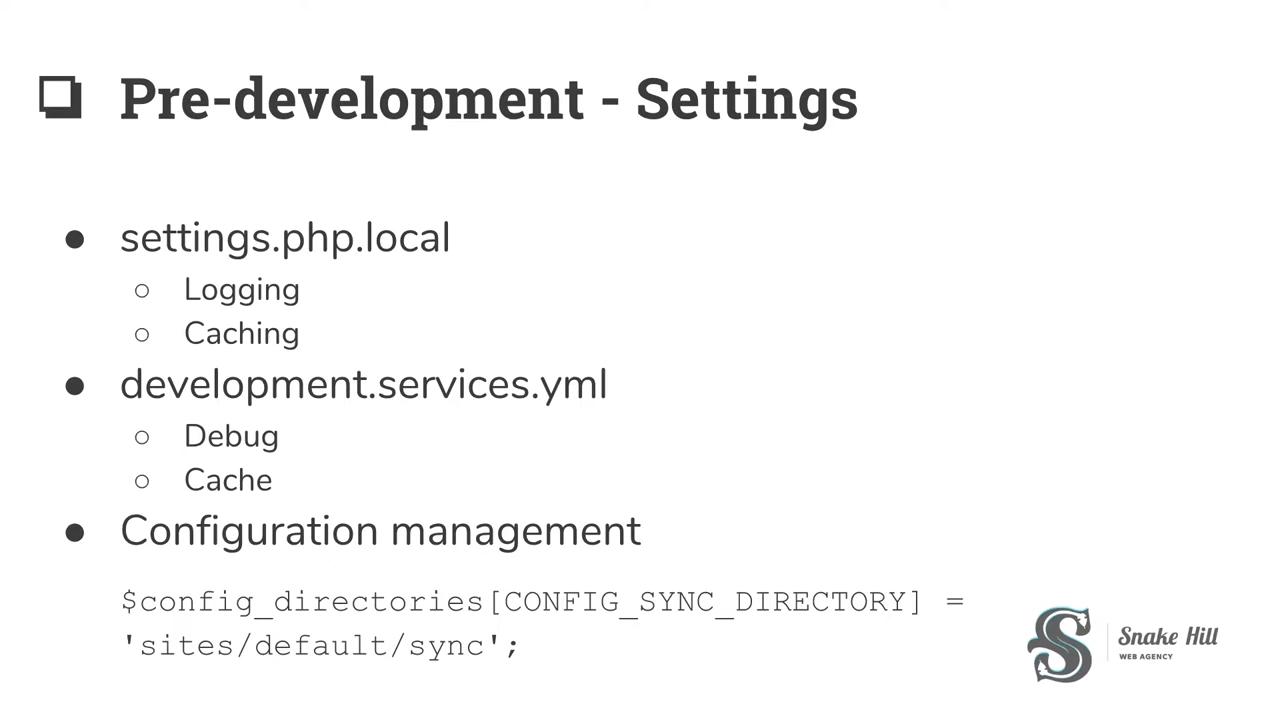 ❏ Pre-development - Settings
● settings.php.local
○ Logging
○ Caching
● development.services.yml
○ Debug
○ Cache
● Configuration management
$config_directories[CONFIG_SYNC_DIRECTORY] =
'sites/default/sync';
S
Snake Hill
WEB AGENCY